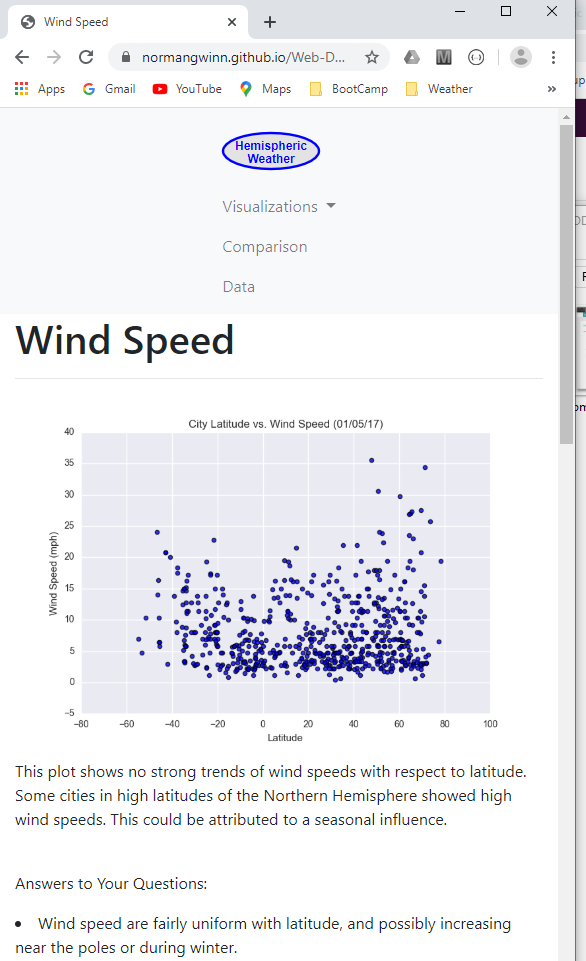 Wind Speed
normangwinn.github.io/Web-D...
M
Apps
Gmail
YouTube
Maps
BootCamp
Weather
»
Hemispheric
Weather
Visualizations
Comparison
Data
Wind Speed
City Latitude vs. Wind Speed (01/05/17)
40
35
30
25
20
15
10
5
0
−5
Wind Speed (mph)
−80 −60 −40 −20 0 20 40 60 80 100
Latitude
This plot shows no strong trends of wind speeds with respect to latitude.
Some cities in high latitudes of the Northern Hemisphere showed high
wind speeds. This could be attributed to a seasonal influence.
Answers to Your Questions:
• Wind speed are fairly uniform with latitude, and possibly increasing
near the poles or during winter.